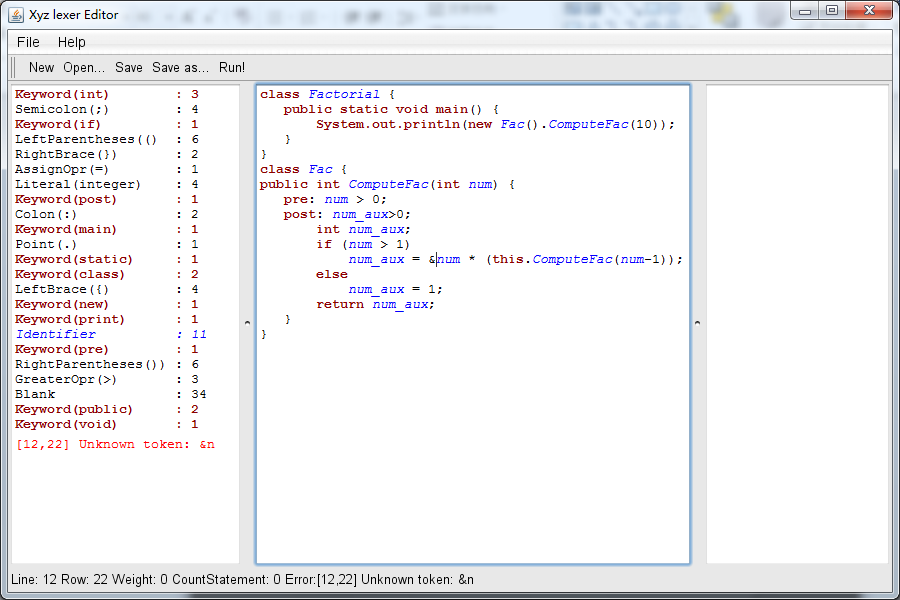 Xyz lexer Editor
File Help
New Open... Save Save as... Run!
Keyword(int) : 3
Semicolon(;) : 4
Keyword(if) : 1
LeftParentheses(() : 6
RightBrace(}) : 2
AssignOpr(=) : 1
Literal(integer) : 4
Keyword(post) : 1
Colon(:) : 2
Keyword(main) : 1
Point(.) : 1
Keyword(static) : 1
Keyword(class) : 2
LeftBrace({) : 4
Keyword(new) : 1
Keyword(print) : 1
Identifier : 11
Keyword(pre) : 1
RightParentheses()) : 6
GreaterOpr(>) : 3
Blank : 34
Keyword(public) : 2
Keyword(void) : 1
[12,22] Unknown token: &n
class Factorial {
public static void main() {
System.out.println(new Fac().ComputeFac(10));
}
}
class Fac {
public int ComputeFac(int num) {
pre: num > 0;
post: num_aux>0;
int num_aux;
if (num > 1)
num_aux = &num * (this.ComputeFac(num-1));
else
num_aux = 1;
return num_aux;
}
}
Line: 12 Row: 22 Weight: 0 CountStatement: 0 Error:[12,22] Unknown token: &n